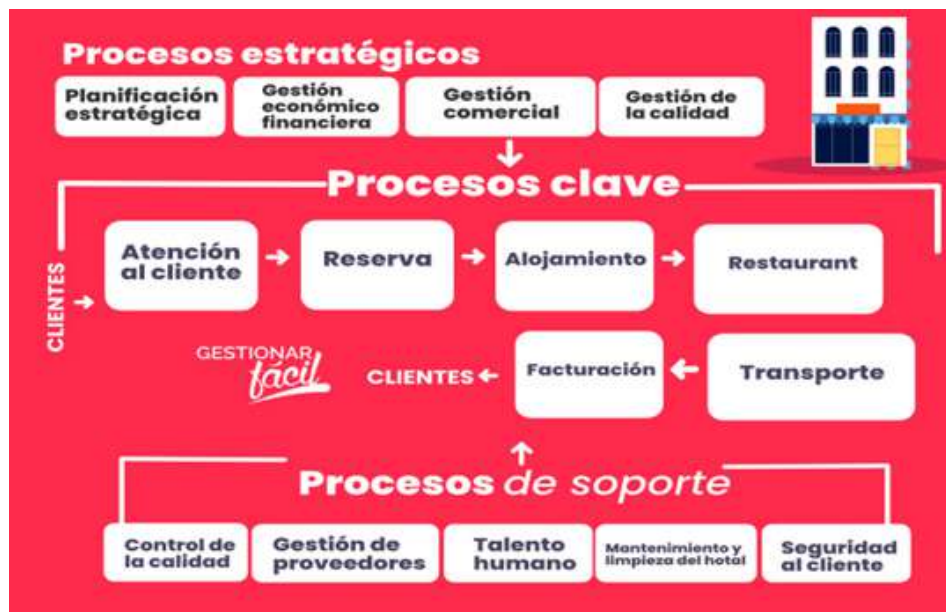 Procesos estratégicos
Planificación
estratégica
Gestión
económico
financiera
Gestión
comercial
Gestión de
la calidad
Procesos clave
CLIENTES
Atención
al cliente
Reserva
Alojamiento
Restaurant
Transporte
Facturación
CLIENTES
GESTIONAR
fácil
Procesos de soporte
Control de
la calidad
Gestión de
proveedores
Talento
humano
Mantenimiento y
limpieza del hotal
Seguridad
al cliente